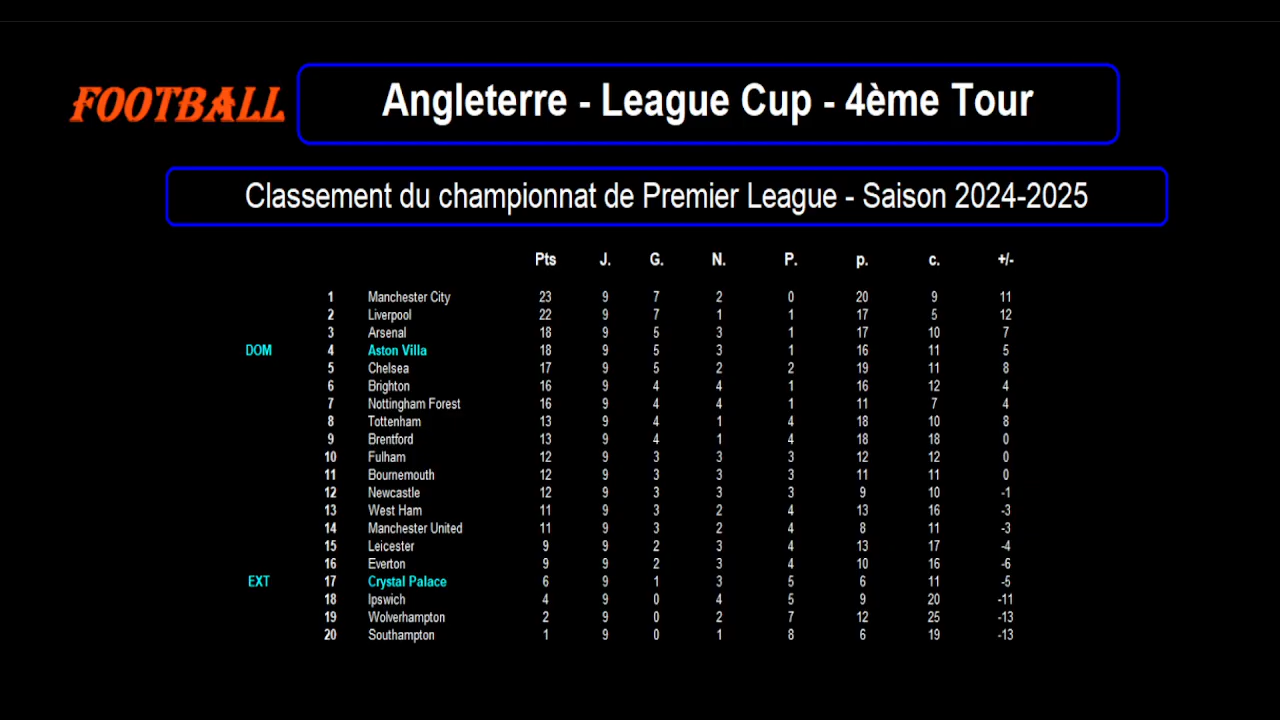 FOOTBALL
Angleterre - League Cup - 4ème Tour
Classement du championnat de Premier League - Saison 2024-2025
Pts J. G. N. P. p. c. +/-
1 Manchester City 23 9 7 2 0 20 9 11
2 Liverpool 22 9 7 1 1 17 5 12
3 Arsenal 18 9 5 3 1 17 10 7
DOM 4 Aston Villa 18 9 5 3 1 16 11 5
5 Chelsea 17 9 5 2 2 19 11 8
6 Brighton 16 9 4 4 1 16 12 4
7 Nottingham Forest 16 9 4 4 1 11 7 4
8 Tottenham 13 9 4 1 4 18 10 8
9 Brentford 13 9 4 1 4 18 18 0
10 Fulham 12 9 3 3 3 12 12 0
11 Bournemouth 12 9 3 3 3 11 11 0
12 Newcastle 12 9 3 3 3 9 10 -1
13 West Ham 11 9 3 2 4 13 16 -3
14 Manchester United 11 9 3 2 4 8 11 -3
15 Leicester 9 9 2 3 4 13 17 -4
16 Everton 9 9 2 3 4 10 16 -6
EXT 17 Crystal Palace 6 9 1 3 5 6 11 -5
18 Ipswich 4 9 0 4 5 9 20 -11
19 Wolverhampton 2 9 0 2 7 12 25 -13
20 Southampton 1 9 0 1 8 6 19 -13